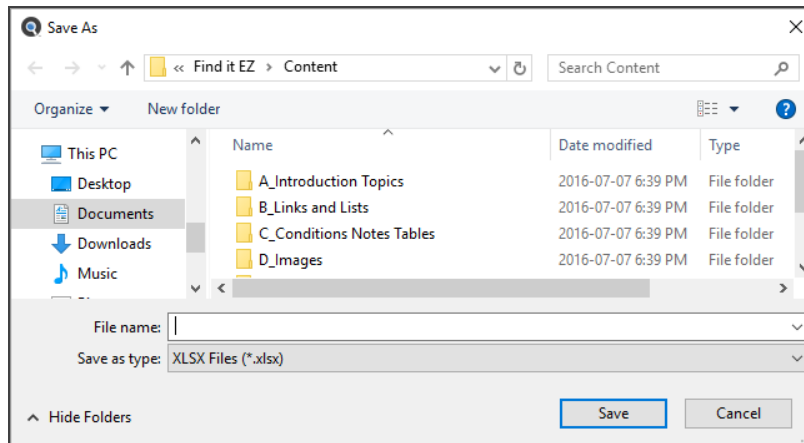 Save As
« Find it EZ > Content
Search Content
Organize
New folder
?
This PC
Desktop
Documents
Downloads
Music
Name
Date modified
Type
A_Introduction Topics 2016-07-07 6:39 PM File folder
B_Links and Lists 2016-07-07 6:39 PM File folder
C_Conditions Notes Tables 2016-07-07 6:39 PM File folder
D_Images 2016-07-07 6:39 PM File folder
File name:
Save as type: XLSX Files (*.xlsx)
Hide Folders
Save
Cancel